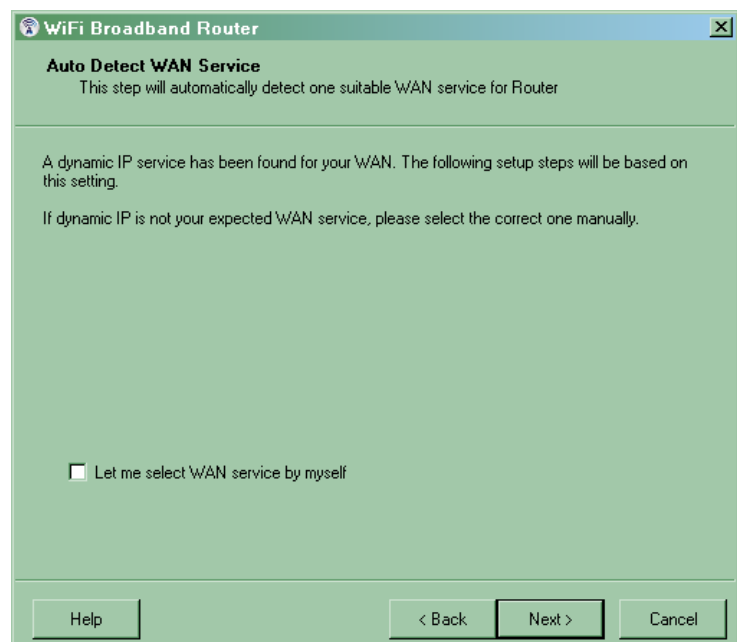 WiFi Broadband Router
Auto Detect WAN Service
This step will automatically detect one suitable WAN service for Router
A dynamic IP service has been found for your WAN. The following setup steps will be based on
this setting.
If dynamic IP is not your expected WAN service, please select the correct one manually.
Let me select WAN service by myself
Help
< Back
Next >
Cancel